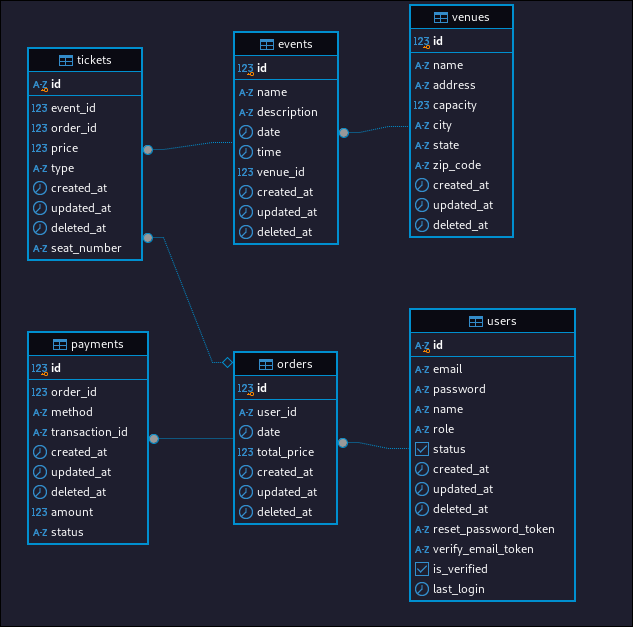 tickets
A-Z id
123 event_id
123 order_id
123 price
A-Z type
created_at
updated_at
deleted_at
A-Z seat_number
events
123 id
A-Z name
A-Z description
date
time
123 venue_id
created_at
updated_at
deleted_at
venues
123 id
A-Z name
A-Z address
123 capacity
A-Z city
A-Z state
A-Z zip_code
created_at
updated_at
deleted_at
payments
123 id
123 order_id
A-Z method
A-Z transaction_id
created_at
updated_at
deleted_at
123 amount
A-Z status
orders
123 id
A-Z user_id
date
123 total_price
created_at
updated_at
deleted_at
users
A-Z id
A-Z email
A-Z password
A-Z name
A-Z role
status
created_at
updated_at
deleted_at
A-Z reset_password_token
A-Z verify_email_token
is_verified
last_login